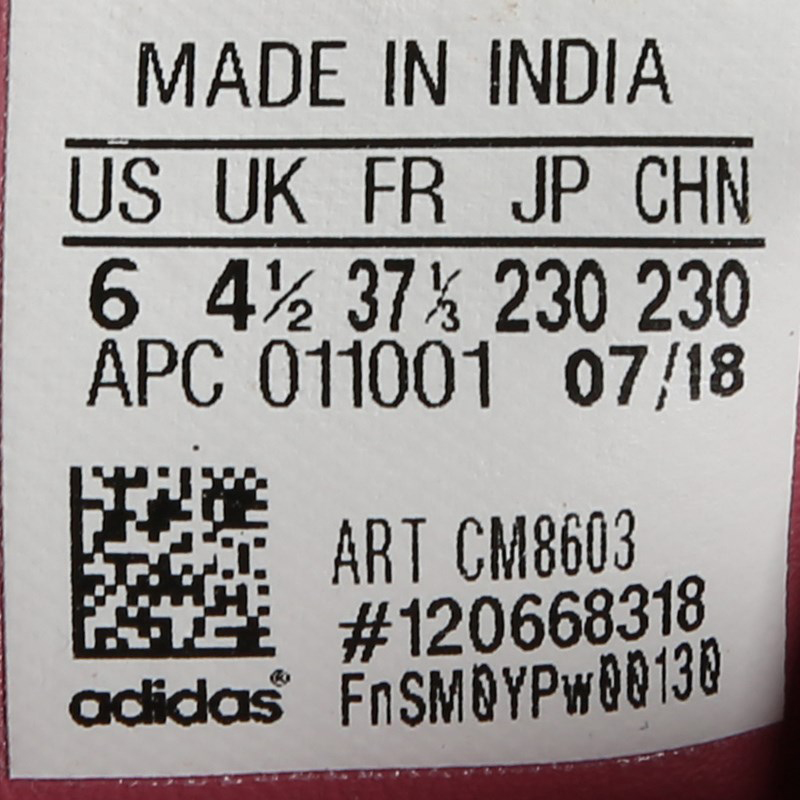 MADE IN INDIA
US UK FR JP CHN
6 4½ 37⅓ 230 230
APC 011001 07/18
ART CM8603
#120668318
adidas® FnSM0YPw00130